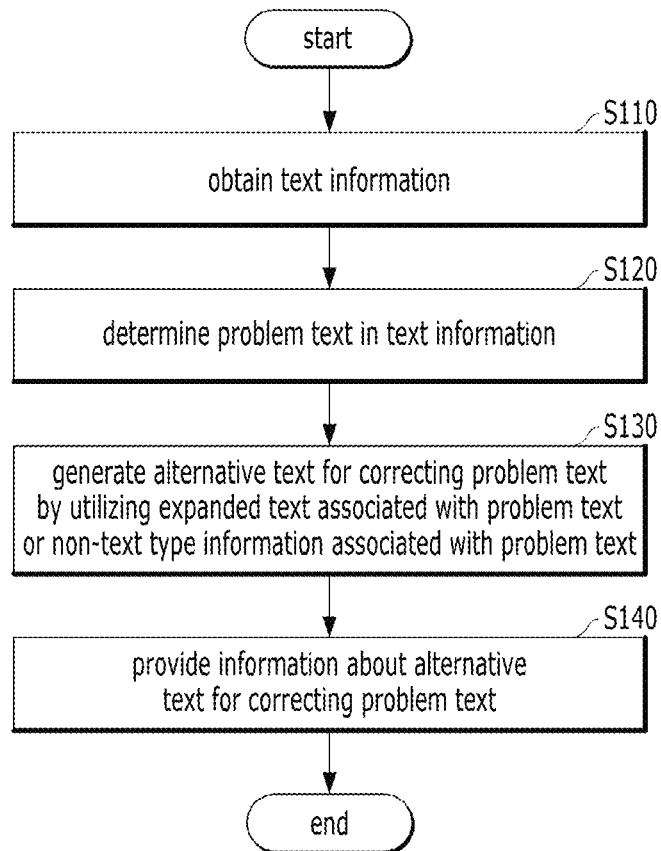 start
S110
obtain text information
S120
determine problem text in text information
S130
generate alternative text for correcting problem text
by utilizing expanded text associated with problem text
or non-text type information associated with problem text
S140
provide information about alternative
text for correcting problem text
end